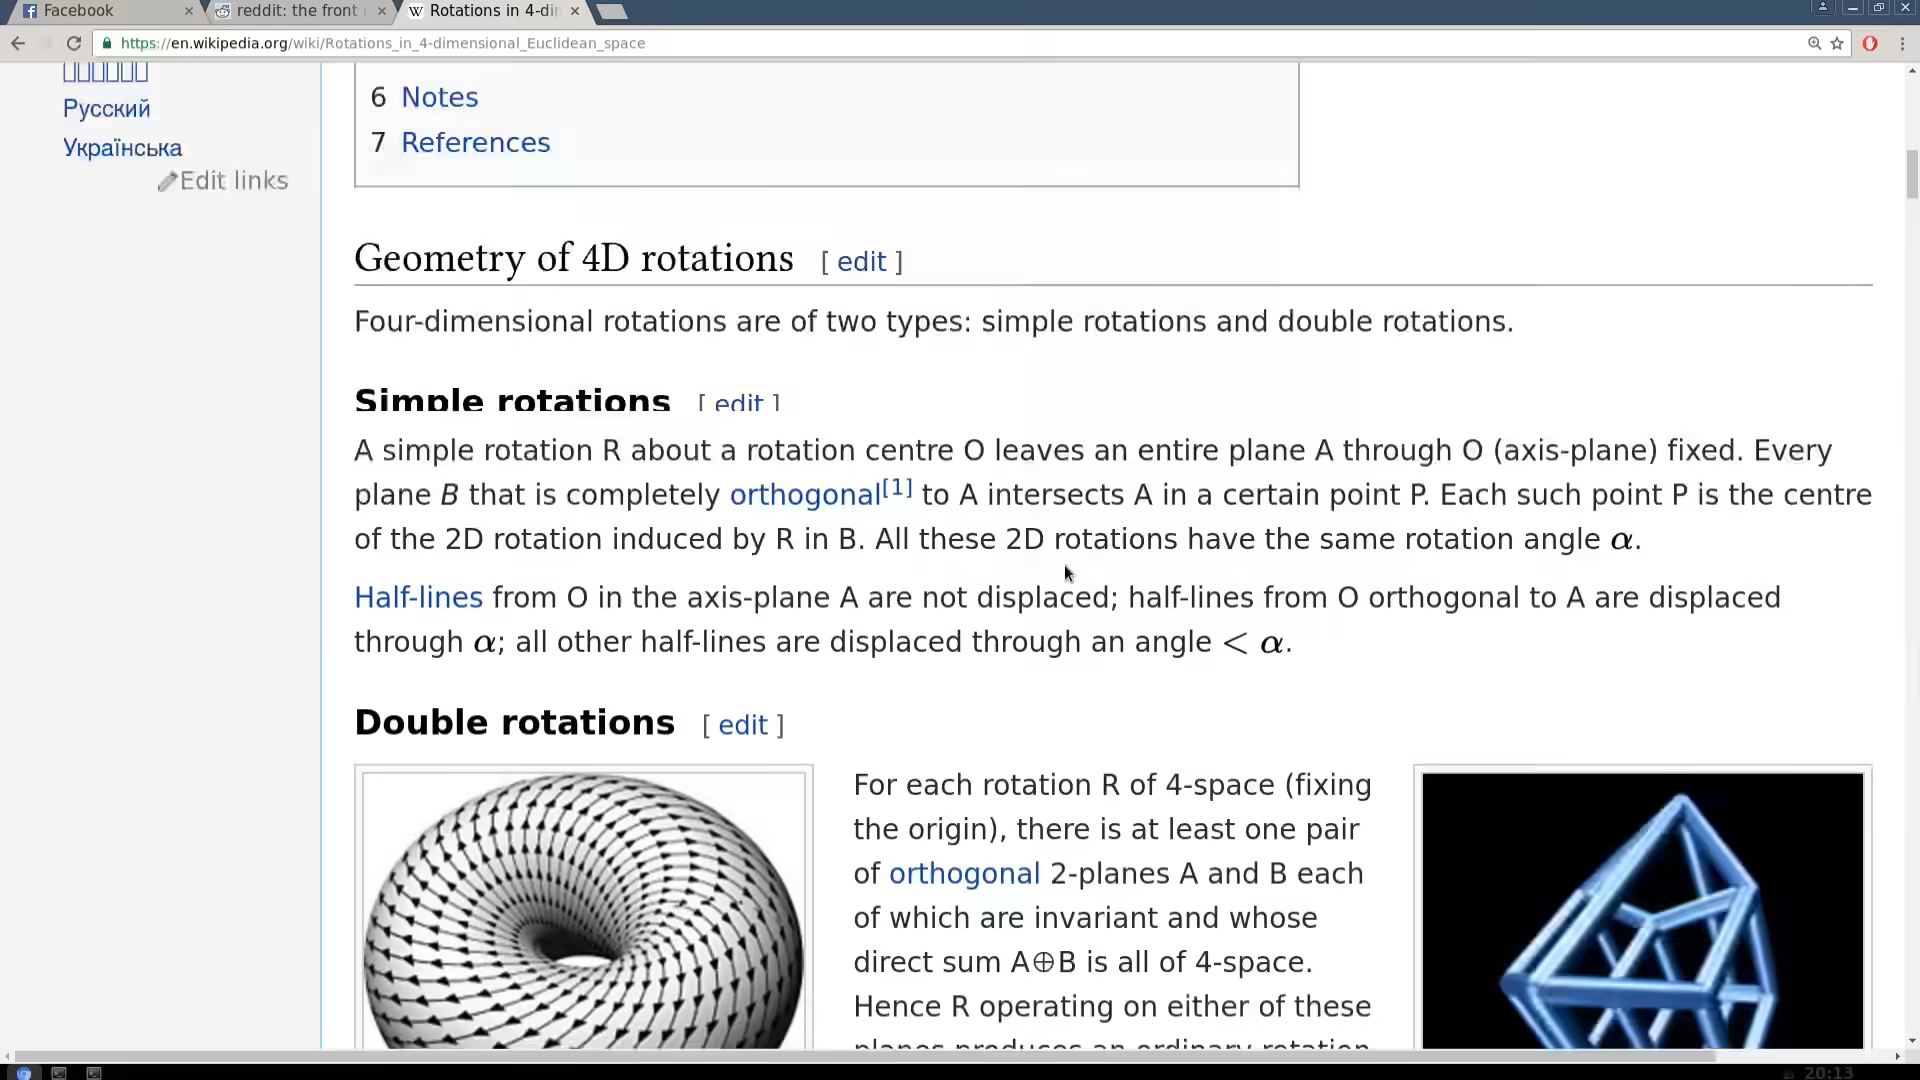 Facebook
reddit: the front
W Rotations in 4-di
https://en.wikipedia.org/wiki/Rotations_in_4-dimensional_Euclidean_space
Русский
Українська
Edit links
6 Notes
7 References
Geometry of 4D rotations [ edit ]
Four-dimensional rotations are of two types: simple rotations and double rotations.
Simple rotations [ edit ]
A simple rotation R about a rotation centre O leaves an entire plane A through O (axis-plane) fixed. Every
plane B that is completely orthogonal[1] to A intersects A in a certain point P. Each such point P is the centre
of the 2D rotation induced by R in B. All these 2D rotations have the same rotation angle α.
Half-lines from O in the axis-plane A are not displaced; half-lines from O orthogonal to A are displaced
through α; all other half-lines are displaced through an angle < α.
Double rotations [ edit ]
For each rotation R of 4-space (fixing
the origin), there is at least one pair
of orthogonal 2-planes A and B each
of which are invariant and whose
direct sum A⊕B is all of 4-space.
Hence R operating on either of these
planes produces an ordinary rotation
20:13